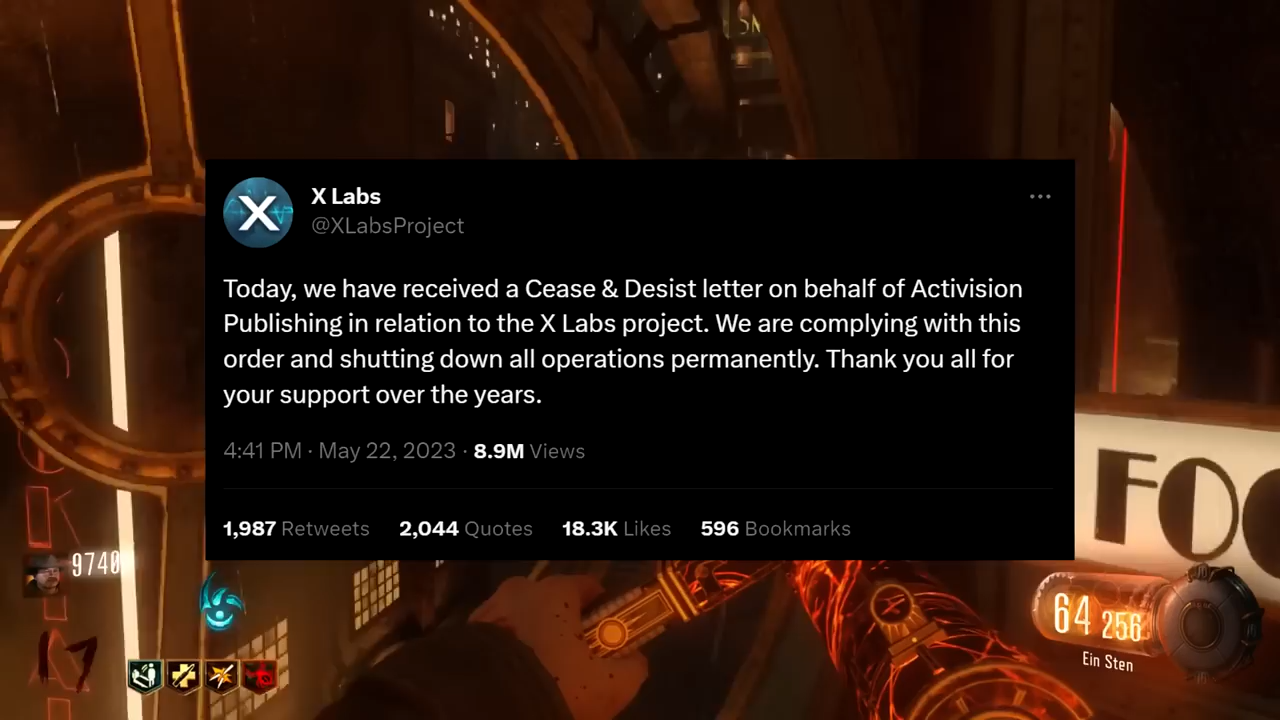 SN
X Labs
@XLabsProject
Today, we have received a Cease & Desist letter on behalf of Activision
Publishing in relation to the X Labs project. We are complying with this
order and shutting down all operations permanently. Thank you all for
your support over the years.
4:41 PM · May 22, 2023 · 8.9M Views
1,987 Retweets 2,044 Quotes 18.3K Likes 596 Bookmarks
FOO
9740
17
64 256
Ein Sten